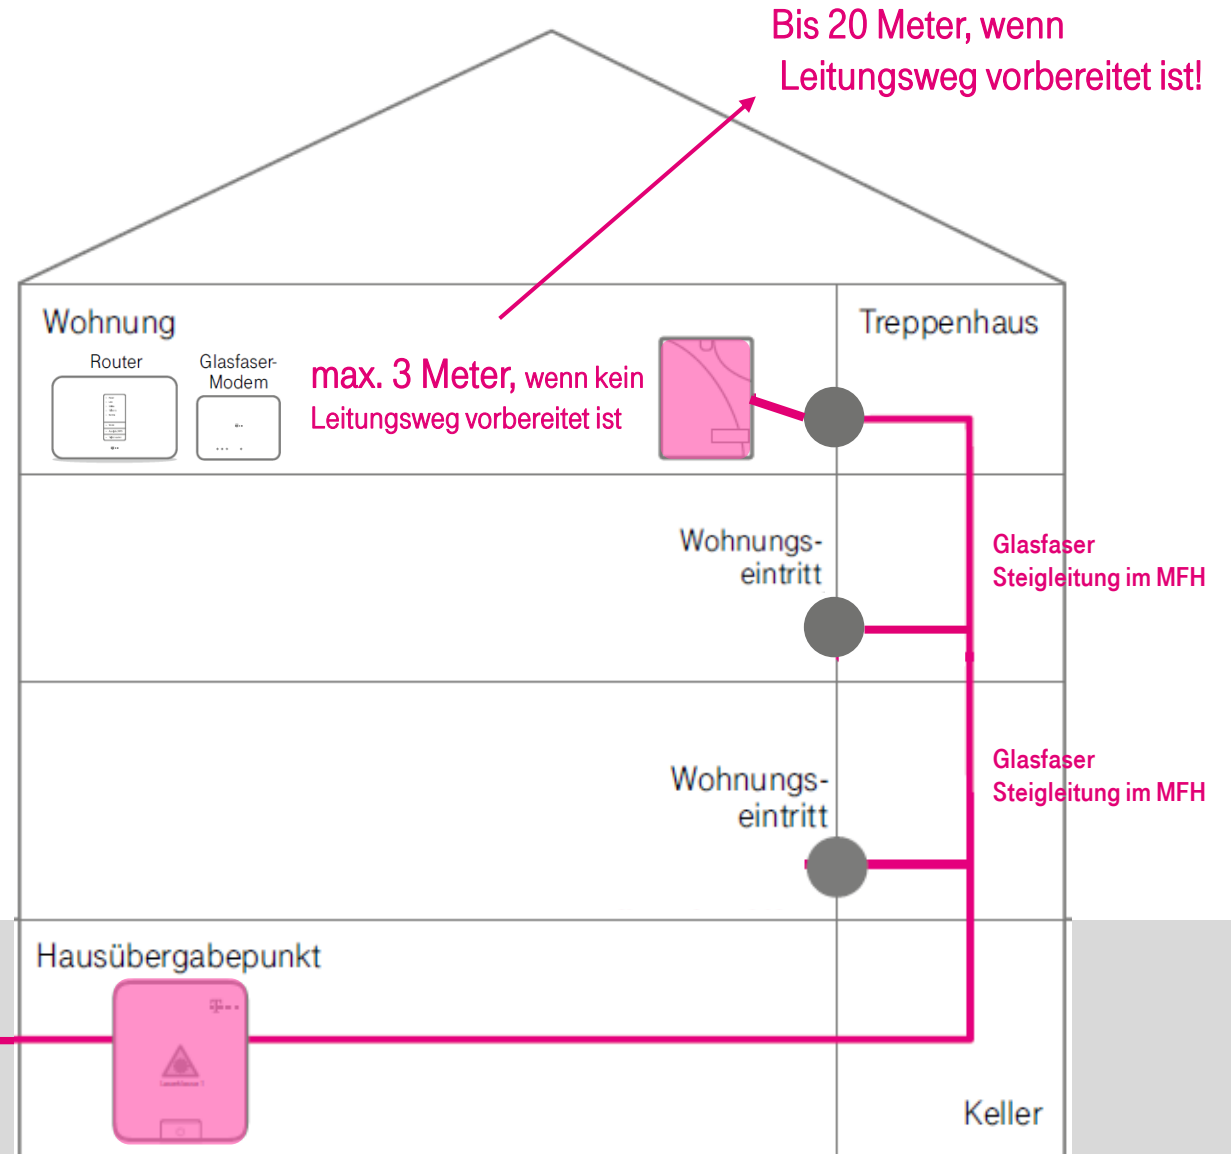 Bis 20 Meter, wenn
Leitungsweg vorbereitet ist!
Wohnung
Treppenhaus
Router
Glasfaser-
Modem
max. 3 Meter, wenn kein
Leitungsweg vorbereitet ist
Wohnungs-
eintritt
Glasfaser
Steigleitung im MFH
Wohnungs-
eintritt
Glasfaser
Steigleitung im MFH
Hausübergabepunkt
Keller